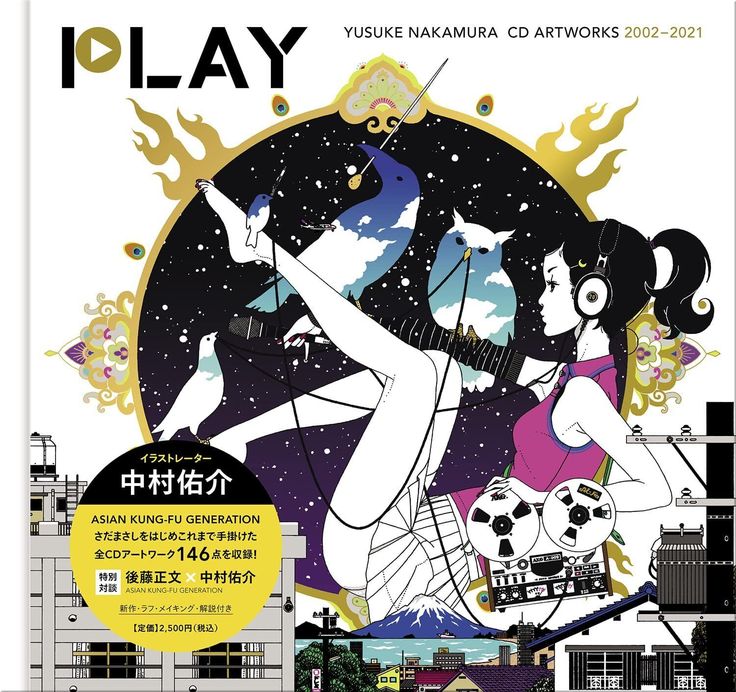 PLAY
YUSUKE NAKAMURA CD ARTWORKS 2002–2021
イラストレーター
中村佑介
ASIAN KUNG-FU GENERATION
さだまさしをはじめこれまで手掛けた
全CDアートワーク146点を収録!
特別対談 後藤正文×中村佑介
ASIAN KUNG-FU GENERATION
新作・ラフ・メイキング・解説付き
【定価】2,500円(税込)